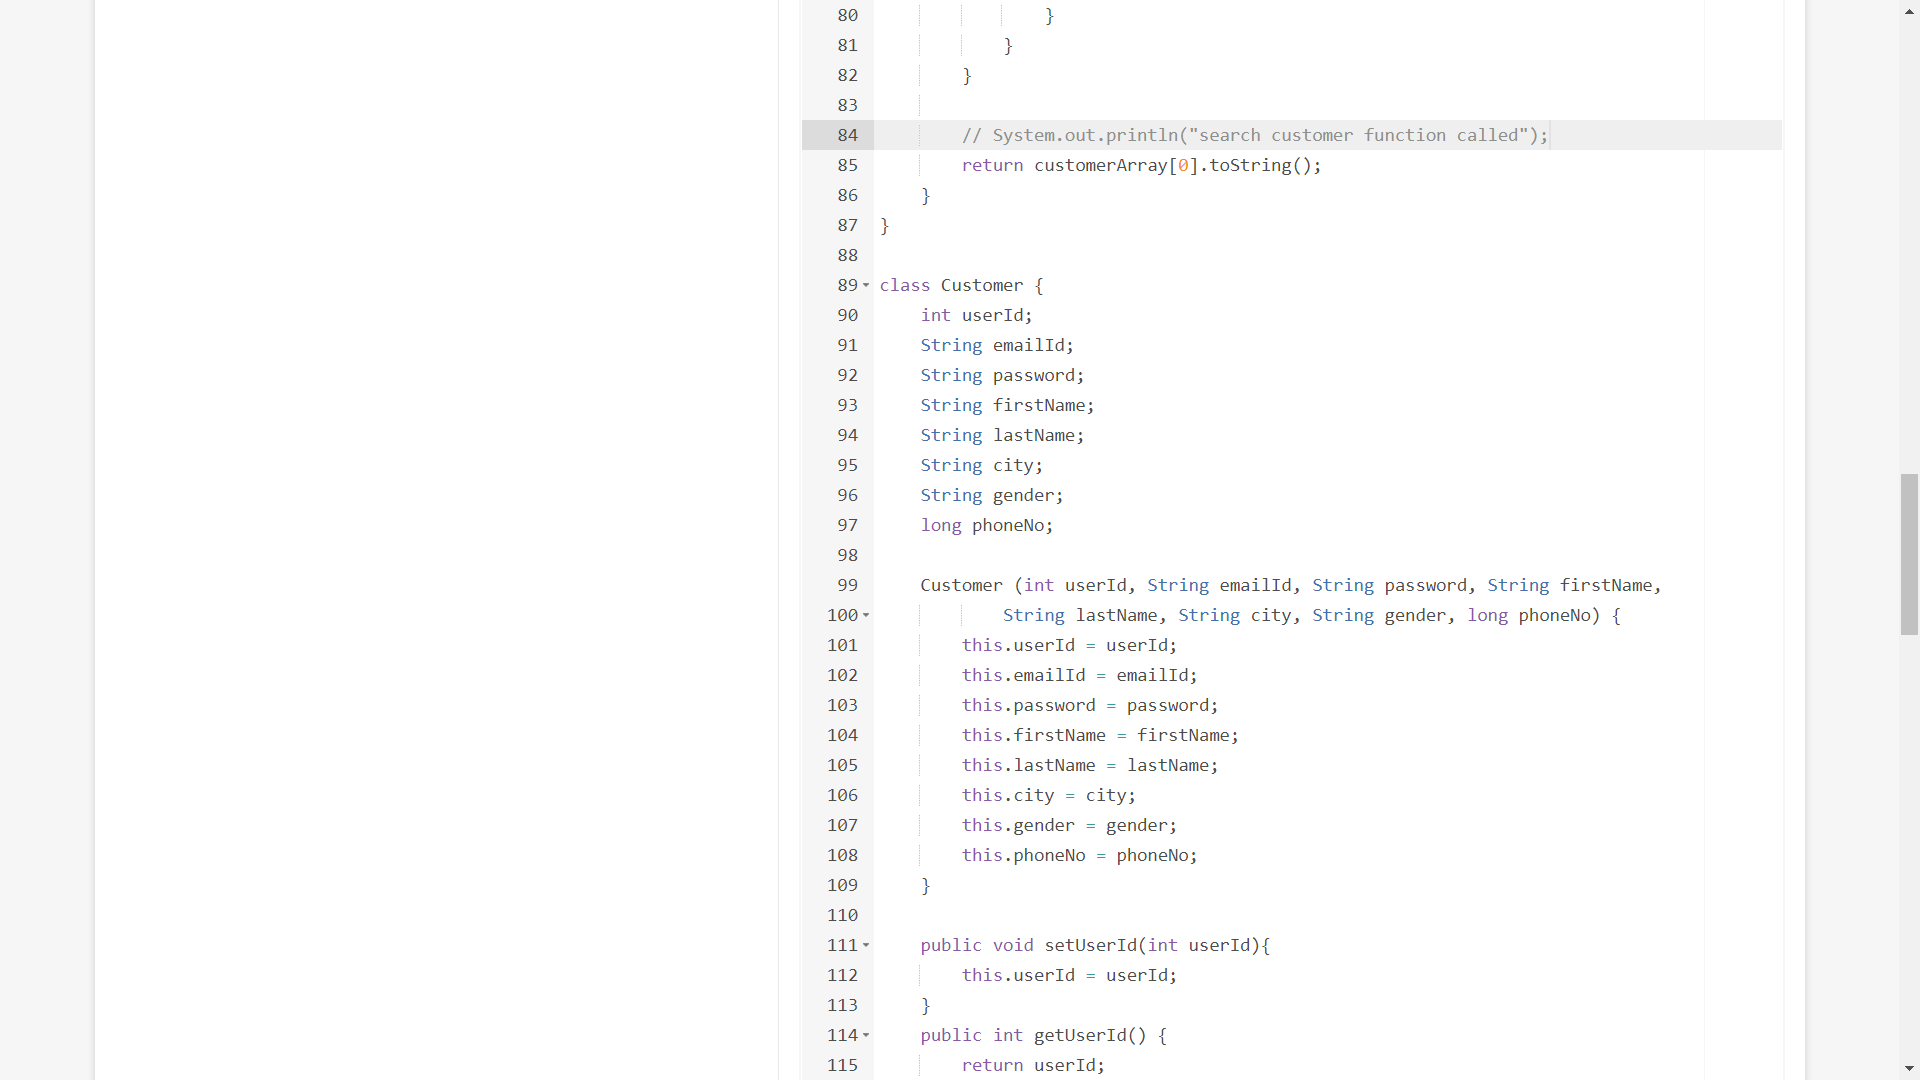 80 }
81 }
82 }
83
84 // System.out.println("search customer function called");
85 return customerArray[0].toString();
86 }
87 }
88
89 class Customer {
90 int userId;
91 String emailId;
92 String password;
93 String firstName;
94 String lastName;
95 String city;
96 String gender;
97 long phoneNo;
98
99 Customer (int userId, String emailId, String password, String firstName,
100 String lastName, String city, String gender, long phoneNo) {
101 this.userId = userId;
102 this.emailId = emailId;
103 this.password = password;
104 this.firstName = firstName;
105 this.lastName = lastName;
106 this.city = city;
107 this.gender = gender;
108 this.phoneNo = phoneNo;
109 }
110
111 public void setUserId(int userId){
112 this.userId = userId;
113 }
114 public int getUserId() {
115 return userId;